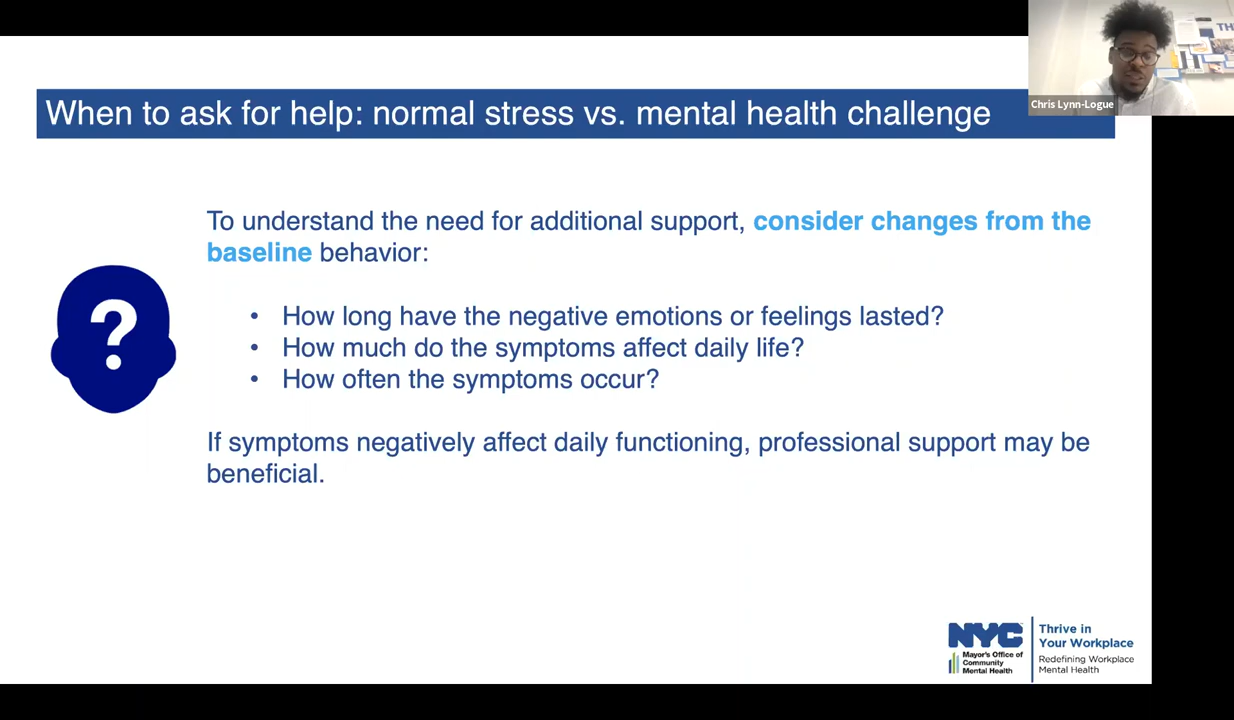 When to ask for help: normal stress vs. mental health challenge
Chris Lynn-Logue
To understand the need for additional support, consider changes from the
baseline behavior:
• How long have the negative emotions or feelings lasted?
• How much do the symptoms affect daily life?
• How often the symptoms occur?
?
If symptoms negatively affect daily functioning, professional support may be
beneficial.
NYC
Mayor's Office of
Community
Mental Health
Thrive in
Your Workplace
Redefining Workplace
Mental Health